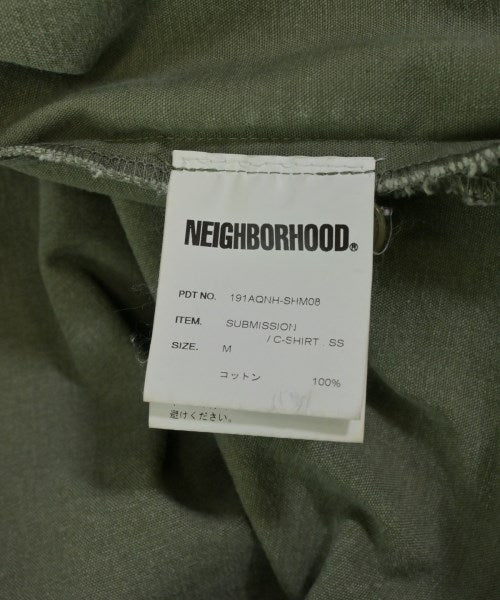 NEIGHBORHOOD®
PDT NO. 191AQNH-SHM08
ITEM. SUBMISSION
/ C-SHIRT . SS
SIZE. M
コットン 100%
避けください。